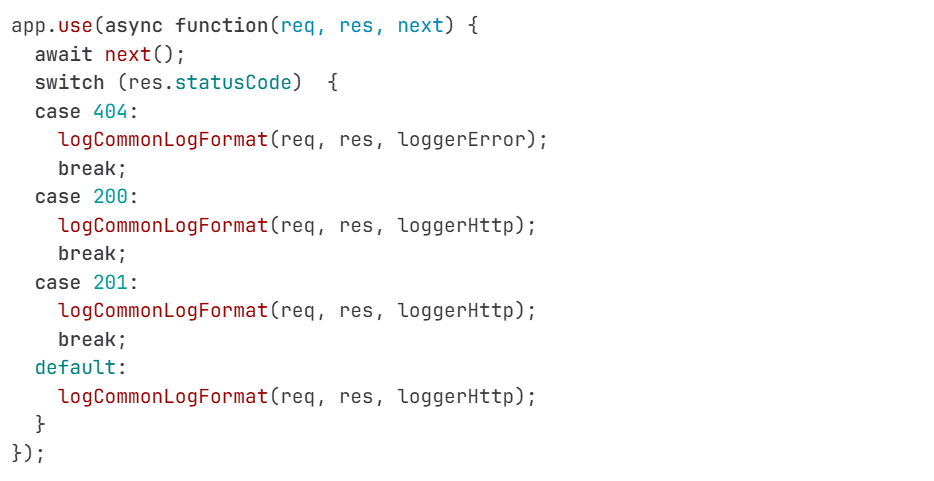 app.use(async function(req, res, next) {
  await next();
  switch (res.statusCode)  {
  case 404:
    logCommonLogFormat(req, res, loggerError);
    break;
  case 200:
    logCommonLogFormat(req, res, loggerHttp);
    break;
  case 201:
    logCommonLogFormat(req, res, loggerHttp);
    break;
  default:
    logCommonLogFormat(req, res, loggerHttp);
  }
});